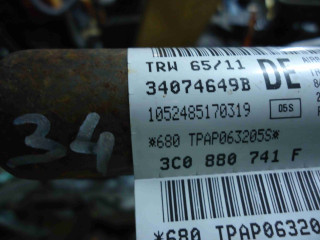 TRW 65/11
DE
34074649B
1052485170319
05S
*680 TPAP063205S*
3C0 880 741 F
34
*680 TPAP06320